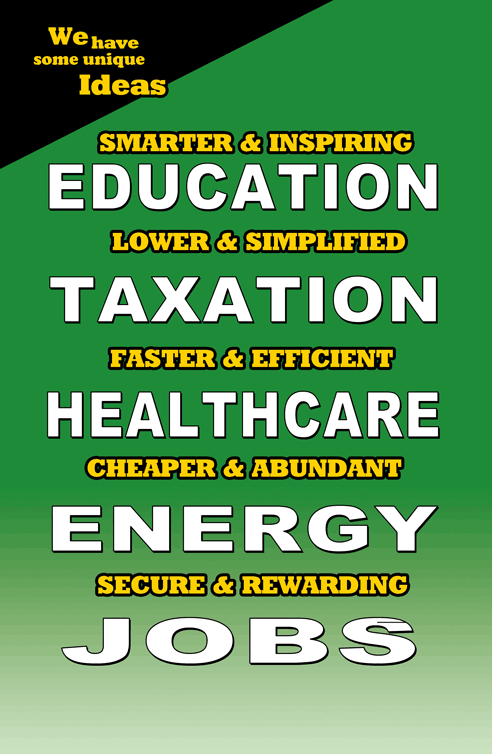 We have
some unique
Ideas
SMARTER & INSPIRING
EDUCATION
LOWER & SIMPLIFIED
TAXATION
FASTER & EFFICIENT
HEALTHCARE
CHEAPER & ABUNDANT
ENERGY
SECURE & REWARDING
JOBS